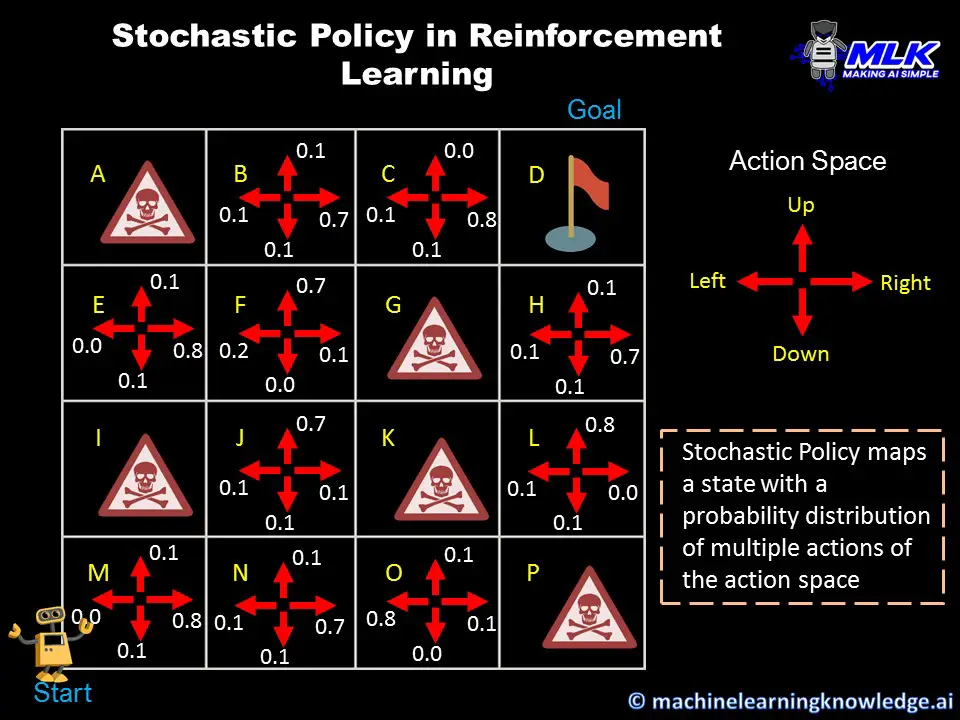 Stochastic Policy in Reinforcement
Learning
MLK
MAKING AI SIMPLE
Goal
A
B
0.1
0.1
0.7
0.1
C
0.0
0.1
0.8
0.1
D
E
0.1
0.0
0.8
0.1
F
0.7
0.2
0.1
0.0
G
H
0.1
0.1
0.7
0.1
I
J
0.7
0.1
0.1
0.1
K
L
0.8
0.1
0.0
0.1
M
0.1
0.0
0.8
0.1
N
0.1
0.1
0.7
0.1
O
0.1
0.8
0.1
0.0
P
Start
Action Space
Up
Left
Right
Down
Stochastic Policy maps
a state with a
probability distribution
of multiple actions of
the action space
© machinelearningknowledge.ai